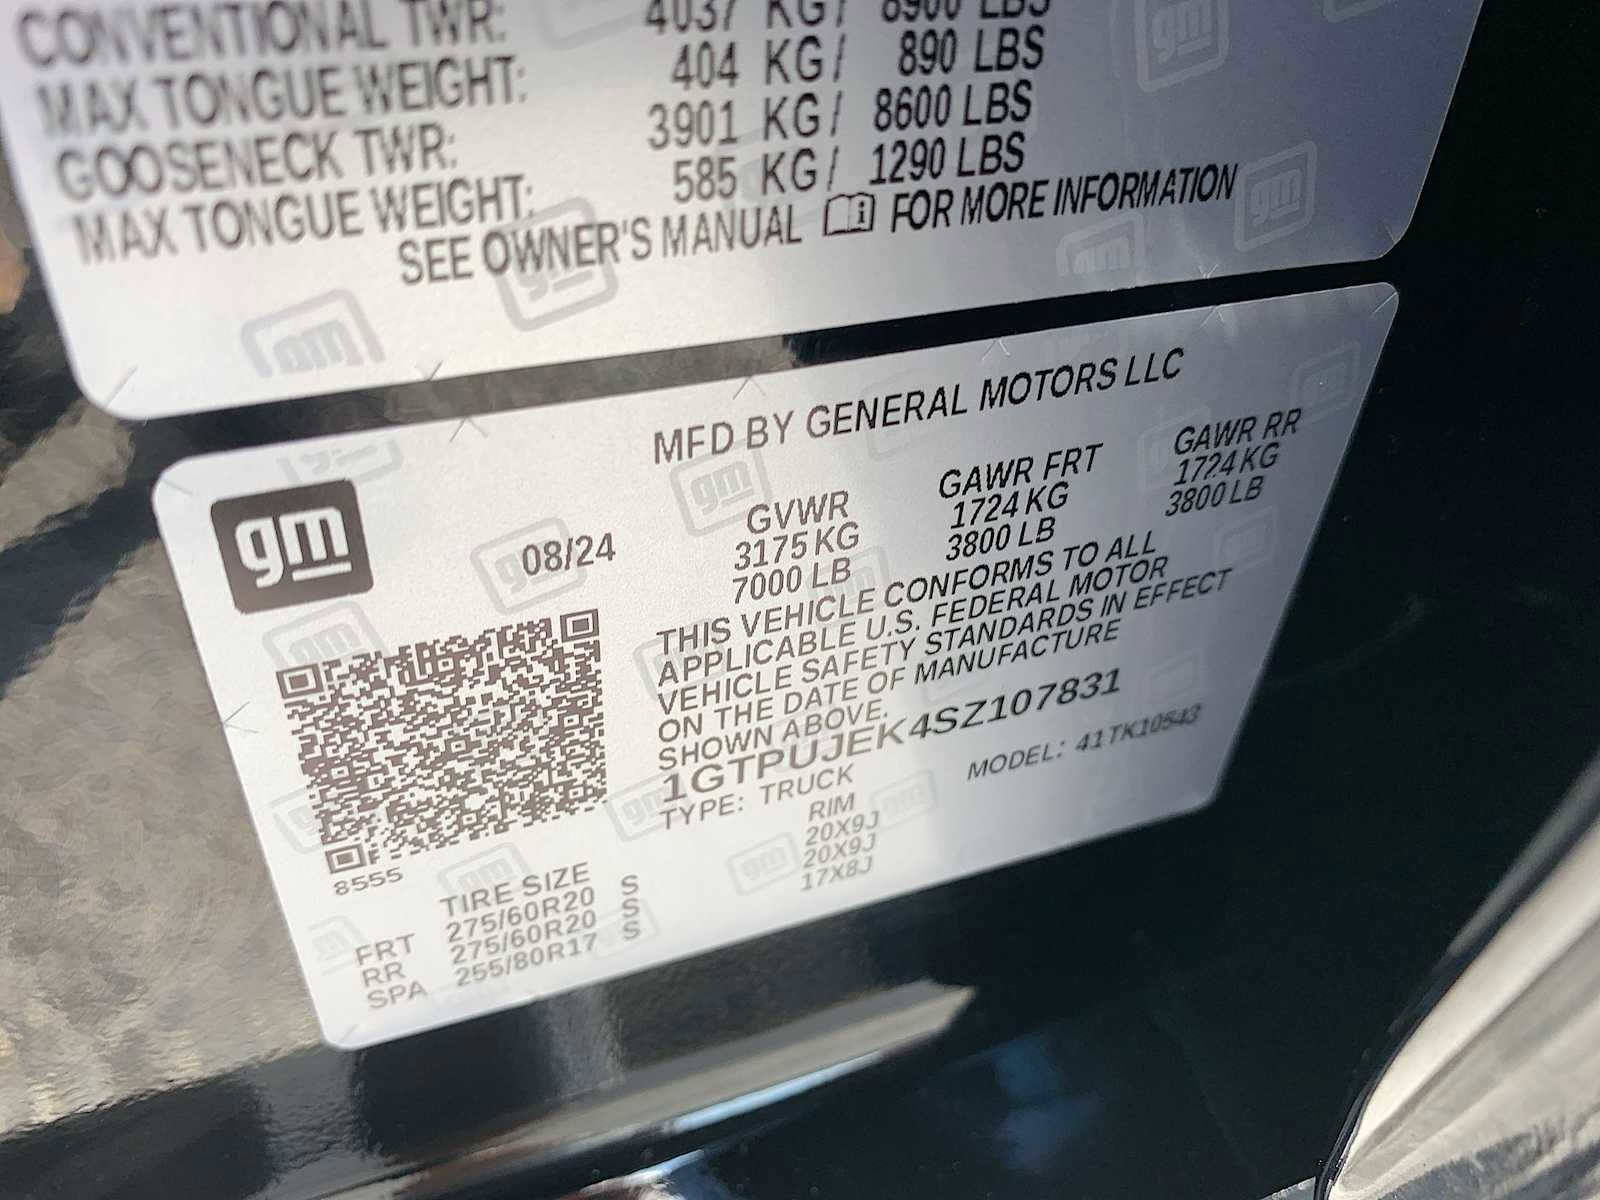 CONVENTIONAL TWR: 4037 KG/ 8900 LBS
MAX TONGUE WEIGHT: 404 KG/ 890 LBS
GOOSENECK TWR: 3901 KG/ 8600 LBS
MAX TONGUE WEIGHT: 585 KG/ 1290 LBS
SEE OWNER'S MANUAL FOR MORE INFORMATION
MFD BY GENERAL MOTORS LLC
gm
08/24
GVWR GAWR FRT GAWR RR
3175 KG 1724 KG 1724 KG
7000 LB 3800 LB 3800 LB
THIS VEHICLE CONFORMS TO ALL
APPLICABLE U.S. FEDERAL MOTOR
VEHICLE SAFETY STANDARDS IN EFFECT
ON THE DATE OF MANUFACTURE
SHOWN ABOVE.
1GTPUJEK4SZ107831
TYPE: TRUCK MODEL: 41TK10543
8555
TIRE SIZE RIM
FRT 275/60R20 S 20X9J
RR 275/60R20 S 20X9J
SPA 255/80R17 S 17X8J